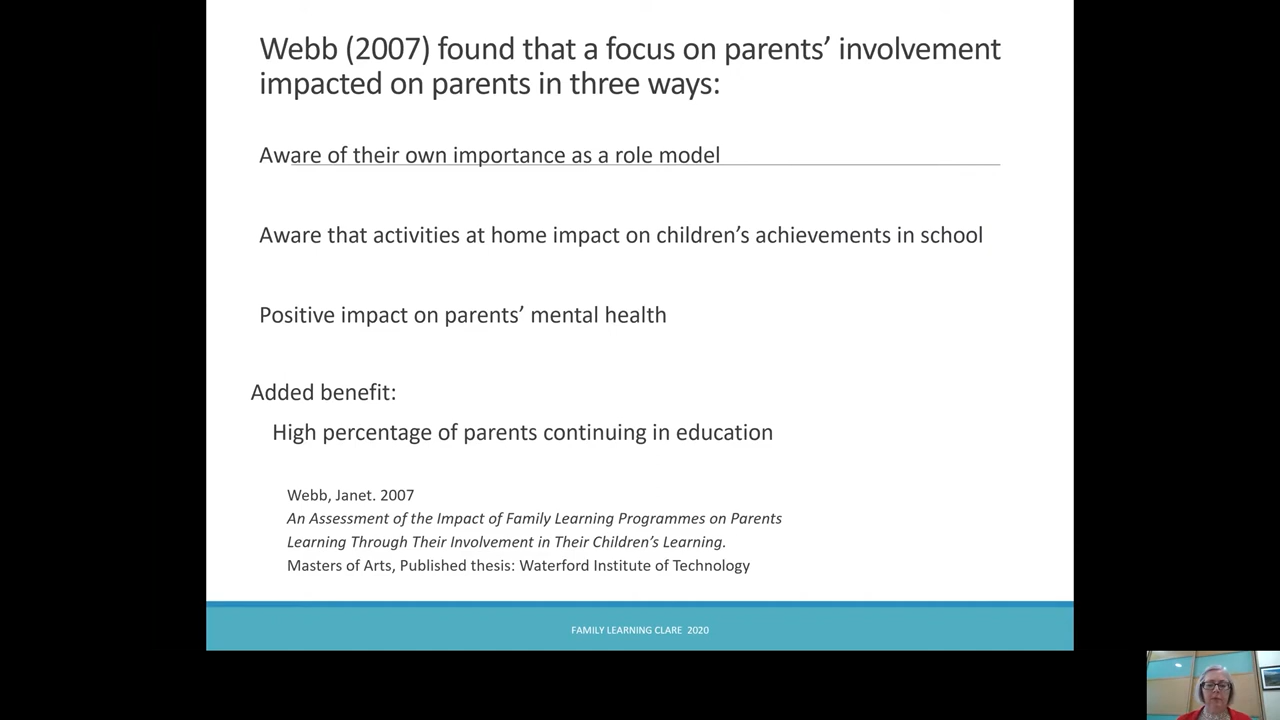 Webb (2007) found that a focus on parents’ involvement
impacted on parents in three ways:
Aware of their own importance as a role model
Aware that activities at home impact on children’s achievements in school
Positive impact on parents’ mental health
Added benefit:
High percentage of parents continuing in education
Webb, Janet. 2007
An Assessment of the Impact of Family Learning Programmes on Parents
Learning Through Their Involvement in Their Children’s Learning.
Masters of Arts, Published thesis: Waterford Institute of Technology
FAMILY LEARNING CLARE 2020